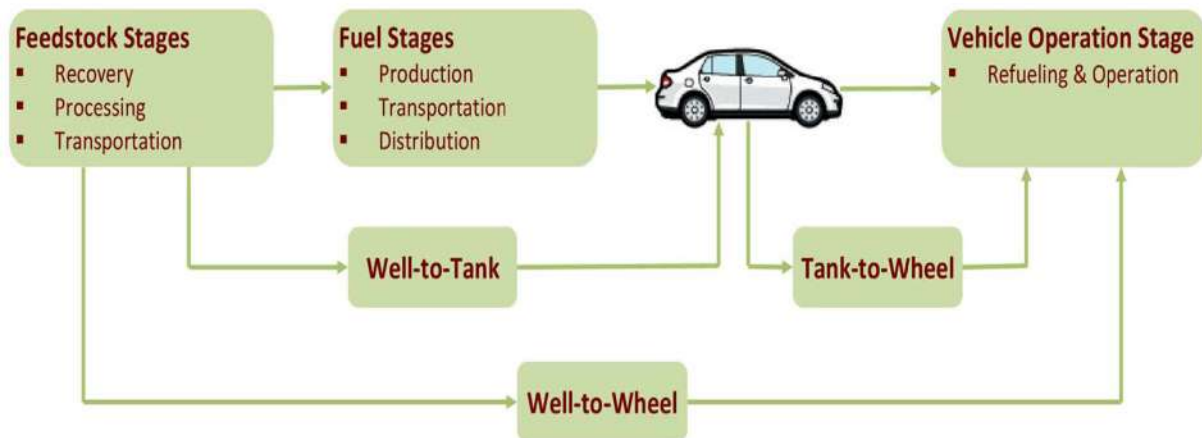 Feedstock Stages
▪ Recovery
▪ Processing
▪ Transportation
Fuel Stages
▪ Production
▪ Transportation
▪ Distribution
Vehicle Operation Stage
▪ Refueling & Operation
Well-to-Tank
Tank-to-Wheel
Well-to-Wheel